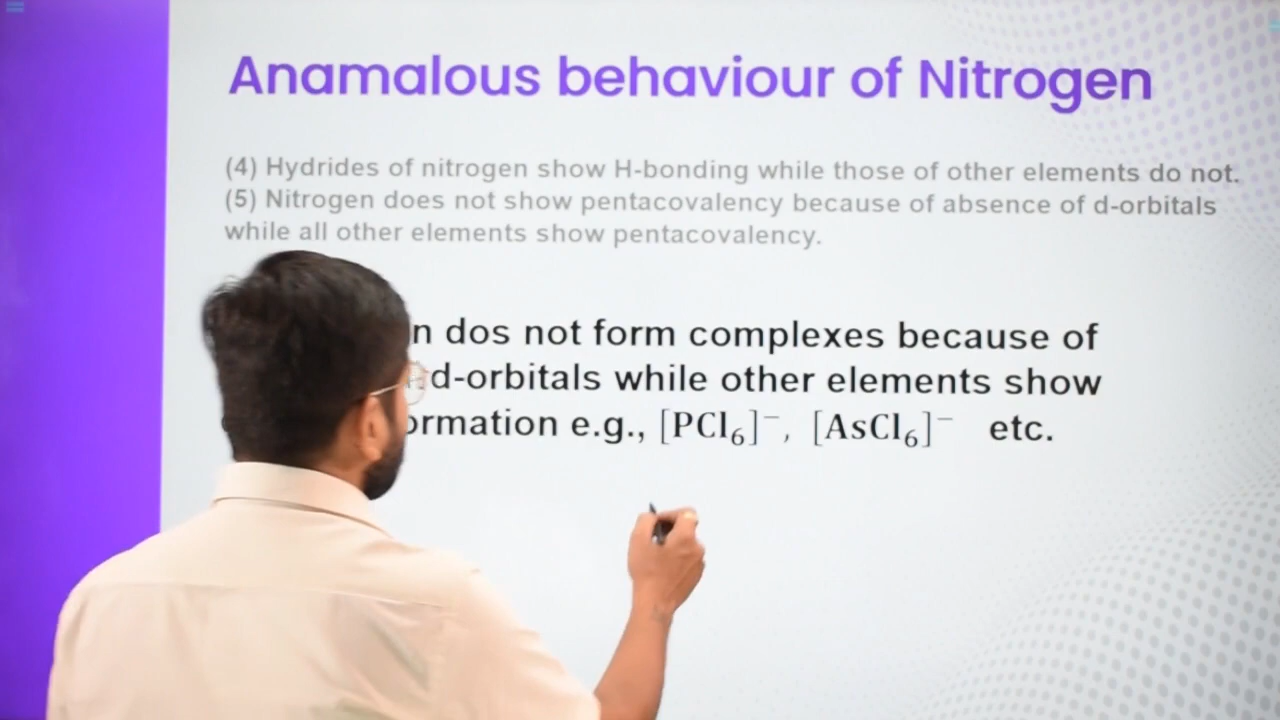 Anamalous behaviour of Nitrogen
(4) Hydrides of nitrogen show H-bonding while those of other elements do not.
(5) Nitrogen does not show pentacovalency because of absence of d-orbitals
while all other elements show pentacovalency.
n dos not form complexes because of
d-orbitals while other elements show
ormation e.g., [PCl₆]⁻, [AsCl₆]⁻ etc.